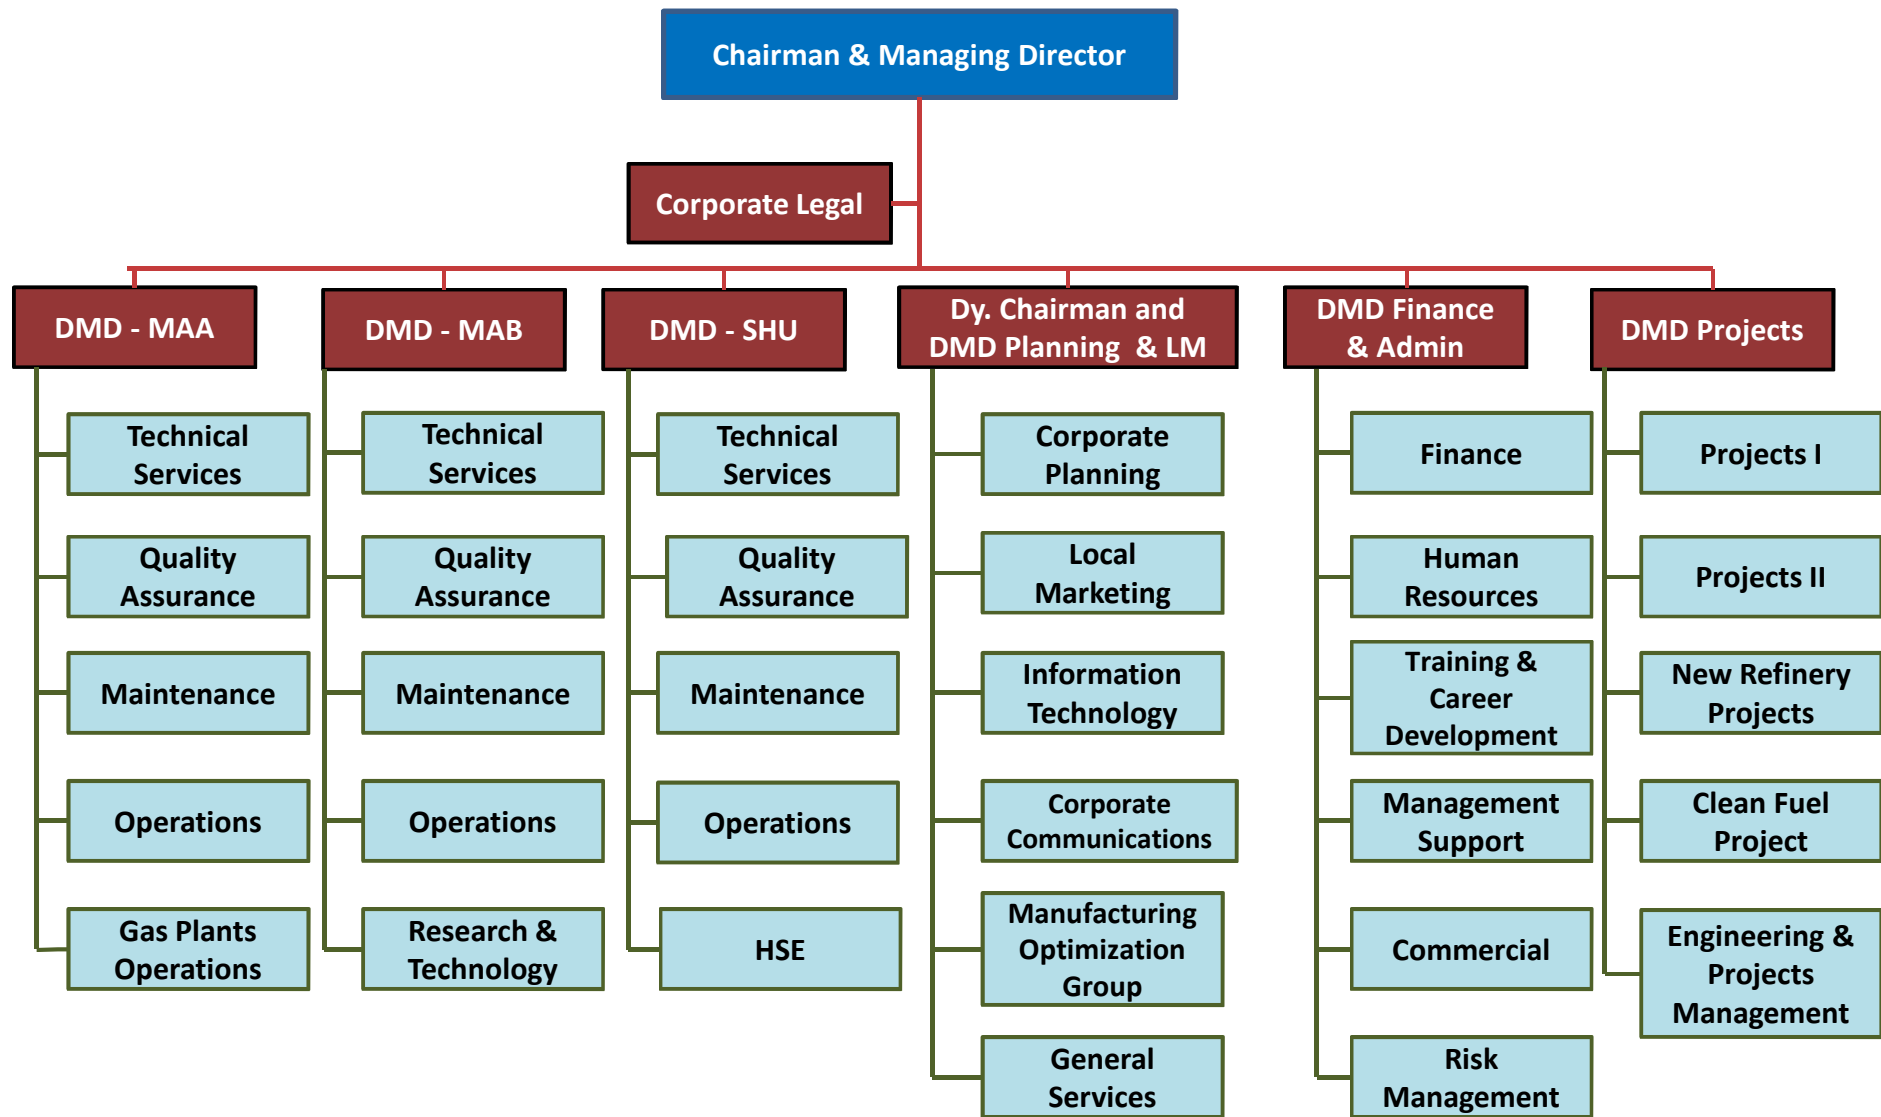 Chairman & Managing Director
Corporate Legal
DMD - MAA
DMD - MAB
DMD - SHU
Dy. Chairman and
DMD Planning & LM
DMD Finance
& Admin
DMD Projects
Technical
Services
Quality
Assurance
Maintenance
Operations
Gas Plants
Operations
Technical
Services
Quality
Assurance
Maintenance
Operations
Research &
Technology
Technical
Services
Quality
Assurance
Maintenance
Operations
HSE
Corporate
Planning
Local
Marketing
Information
Technology
Corporate
Communications
Manufacturing
Optimization
Group
General
Services
Finance
Human
Resources
Training &
Career
Development
Management
Support
Commercial
Risk
Management
Projects I
Projects II
New Refinery
Projects
Clean Fuel
Project
Engineering &
Projects
Management